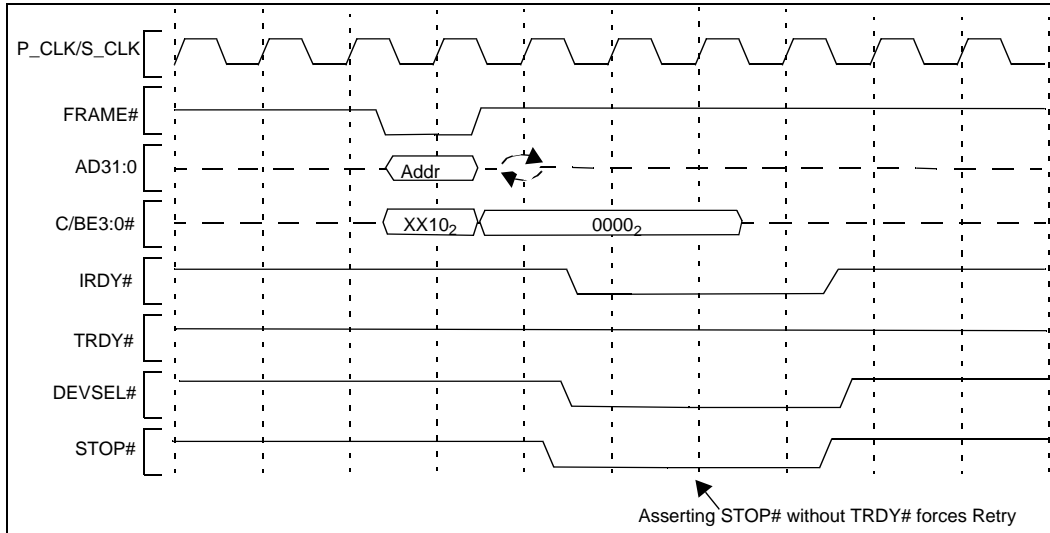 P_CLK/S_CLK
FRAME#
AD31:0
Addr
C/BE3:0#
XX10₂
0000₂
IRDY#
TRDY#
DEVSEL#
STOP#
Asserting STOP# without TRDY# forces Retry